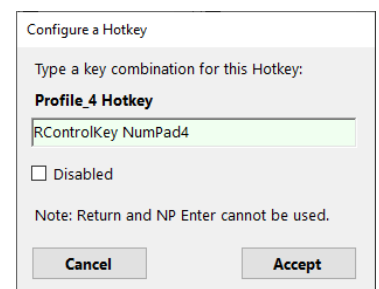 Configure a Hotkey
Type a key combination for this Hotkey:
Profile_4 Hotkey
RControlKey NumPad4
Disabled
Note: Return and NP Enter cannot be used.
Cancel Accept